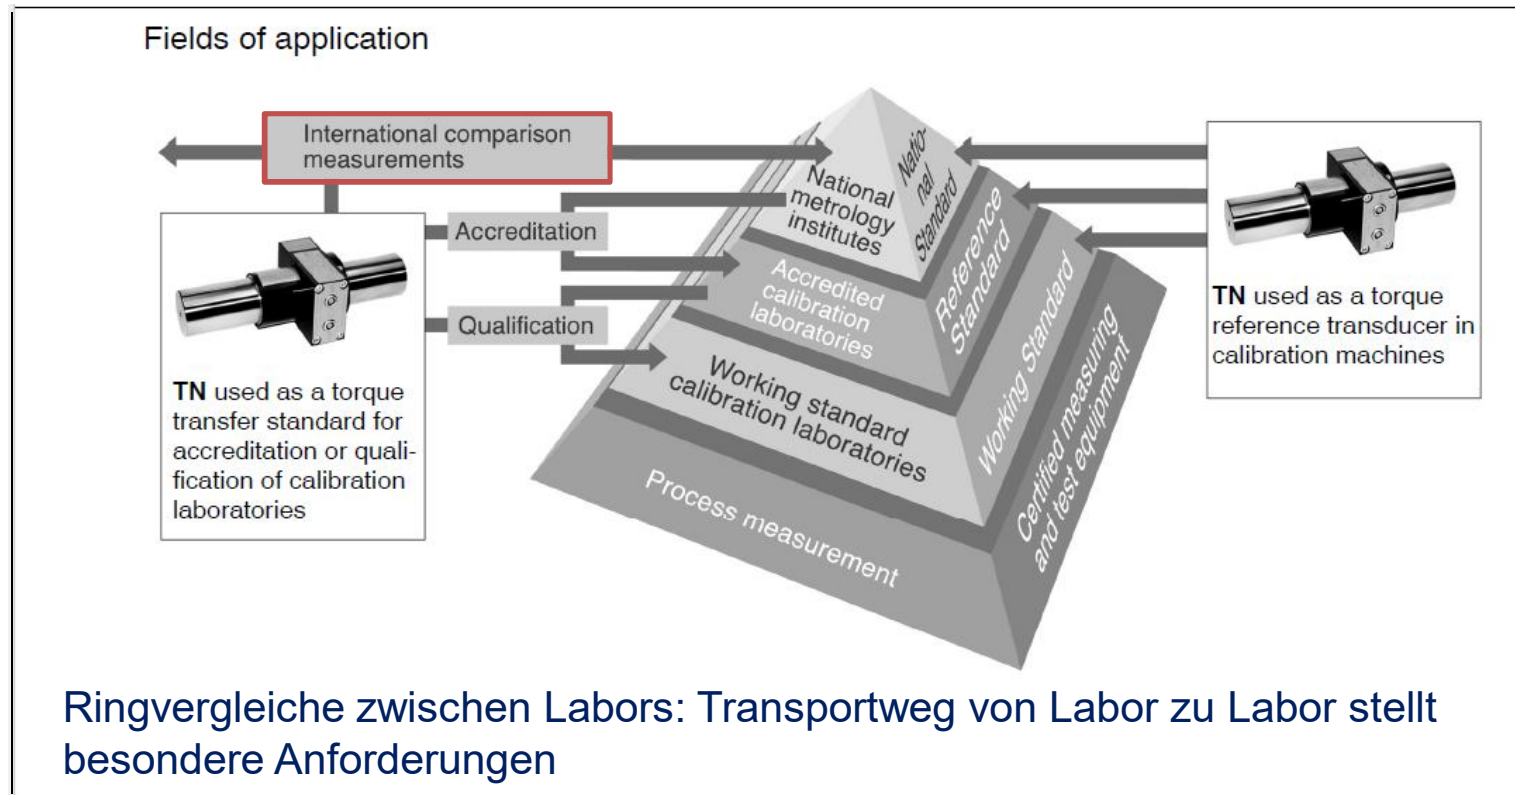 Fields of application
International comparison
measurements
Accreditation
Qualification
TN used as a torque
transfer standard for
accreditation or quali-
fication of calibration
laboratories
National
metrology
institutes
Natio-
nal
Standard
Accredited
calibration
laboratories
Reference
Standard
Working standard
calibration laboratories
Working Standard
Process measurement
Certified measuring
and test equipment
TN used as a torque
reference transducer in
calibration machines
Ringvergleiche zwischen Labors: Transportweg von Labor zu Labor stellt
besondere Anforderungen